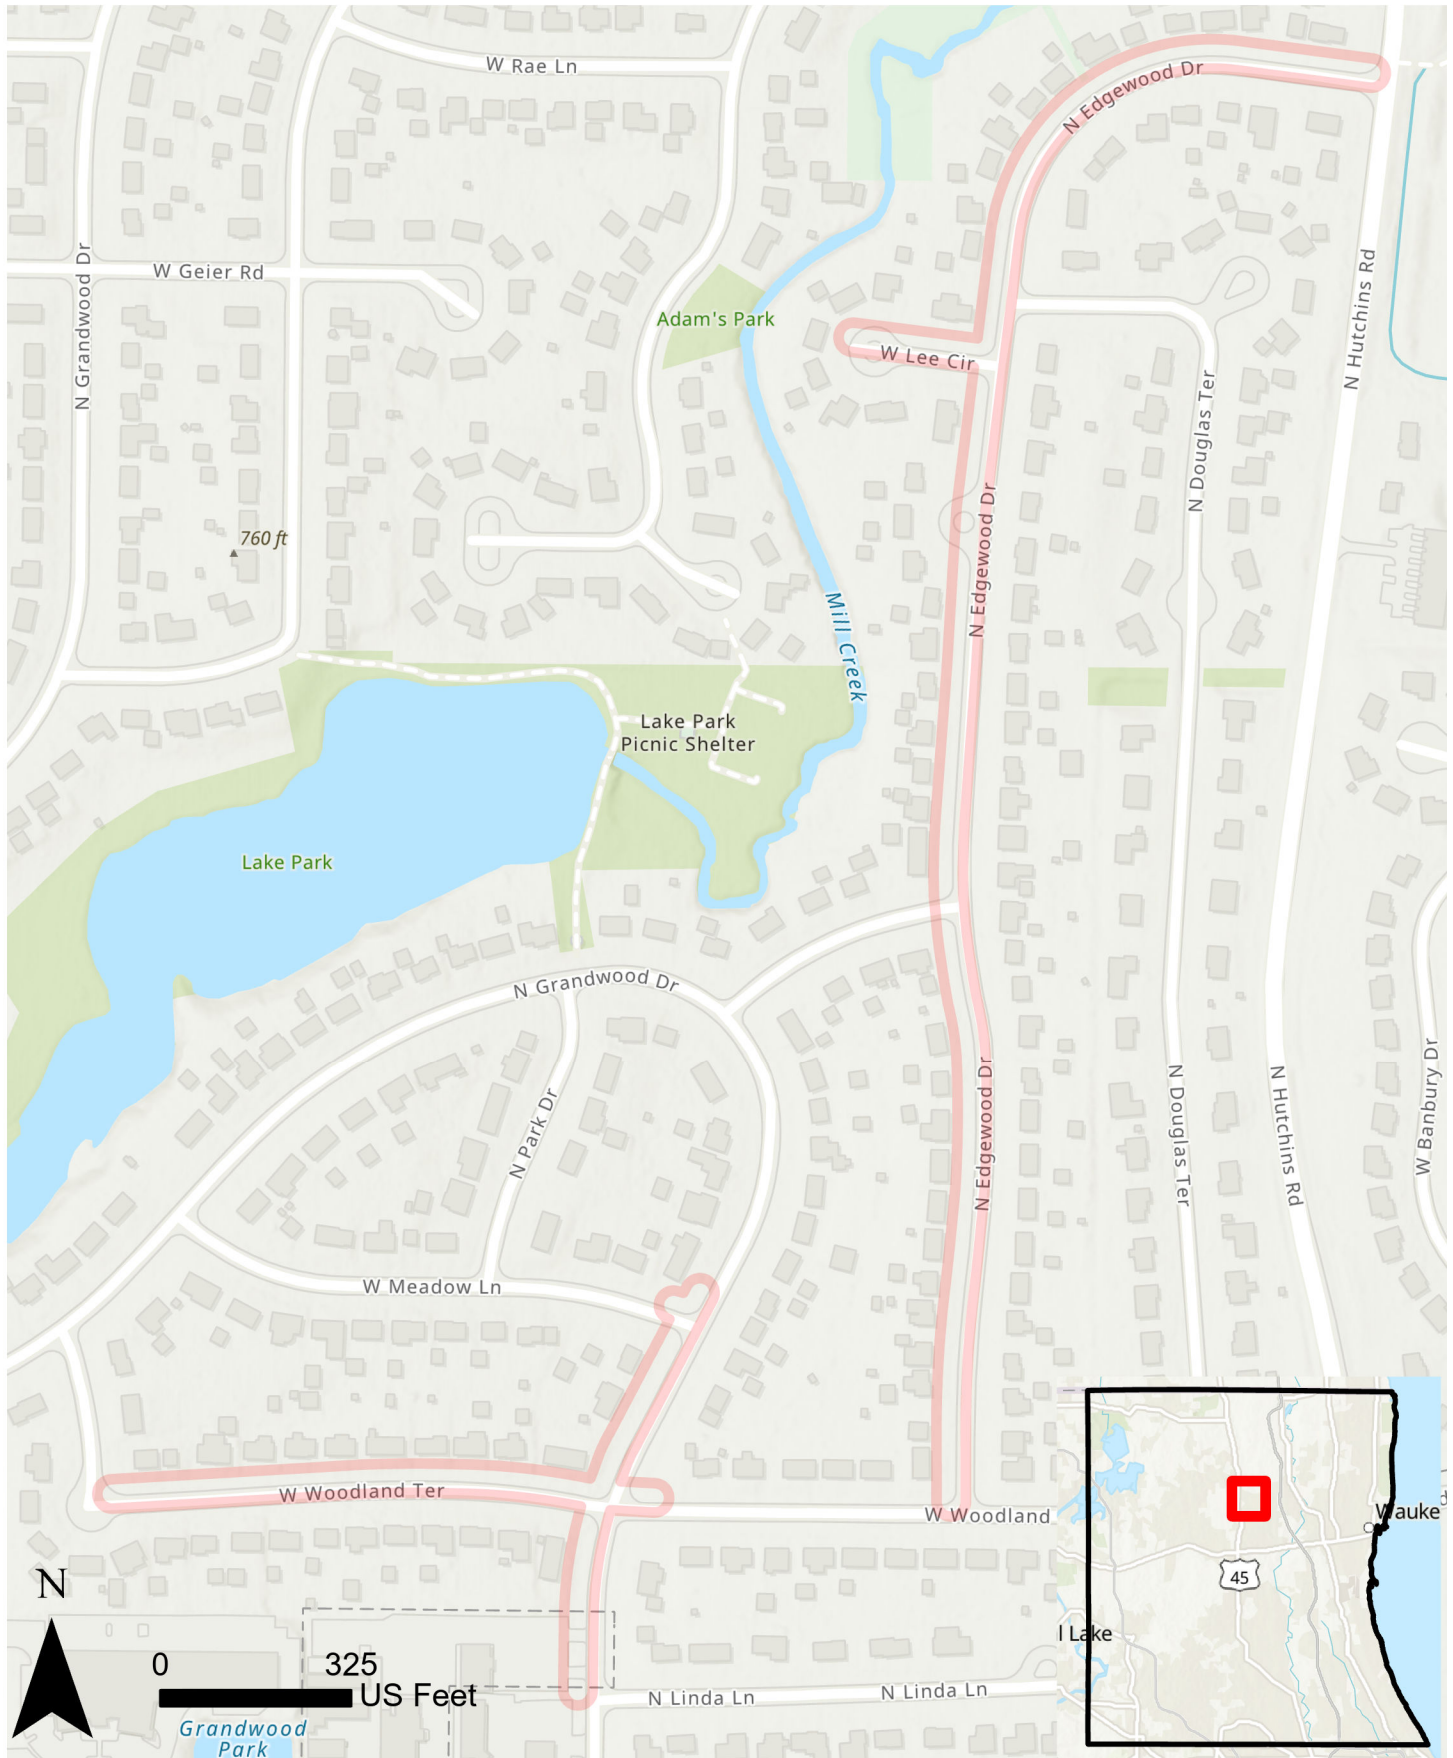 W Rae Ln
N Edgewood Dr
W Geier Rd
N Grandwood Dr
Adam's Park
W Lee Cir
N Hutchins Rd
N Douglas Ter
760 ft
N Edgewood Dr
Mill Creek
Lake Park
Picnic Shelter
Lake Park
N Grandwood Dr
N Park Dr
N Edgewood Dr
N Douglas Ter
N Hutchins Rd
W Banbury Dr
W Meadow Ln
W Woodland Ter
W Woodland
Wauke
45
l Lake
N
0 325
US Feet
N Linda Ln
N Linda Ln
Grandwood
Park